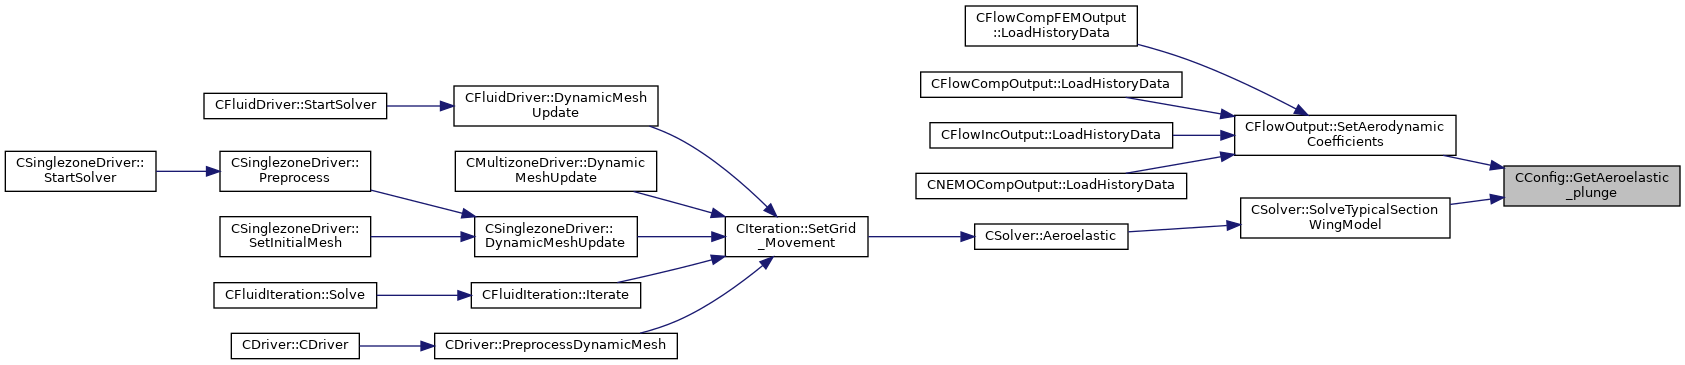 CFlowCompFEMOutput
::LoadHistoryData
CFlowCompOutput::LoadHistoryData
CFluidDriver::StartSolver
CFluidDriver::DynamicMesh
Update
CFlowIncOutput::LoadHistoryData
CFlowOutput::SetAerodynamic
Coefficients
CSinglezoneDriver::
StartSolver
CSinglezoneDriver::
Preprocess
CMultizoneDriver::Dynamic
MeshUpdate
CNEMOCompOutput::LoadHistoryData
CConfig::GetAeroelastic
_plunge
CSinglezoneDriver::
SetInitialMesh
CSinglezoneDriver::
DynamicMeshUpdate
CIteration::SetGrid
_Movement
CSolver::Aeroelastic
CSolver::SolveTypicalSection
WingModel
CFluidIteration::Solve
CFluidIteration::Iterate
CDriver::CDriver
CDriver::PreprocessDynamicMesh